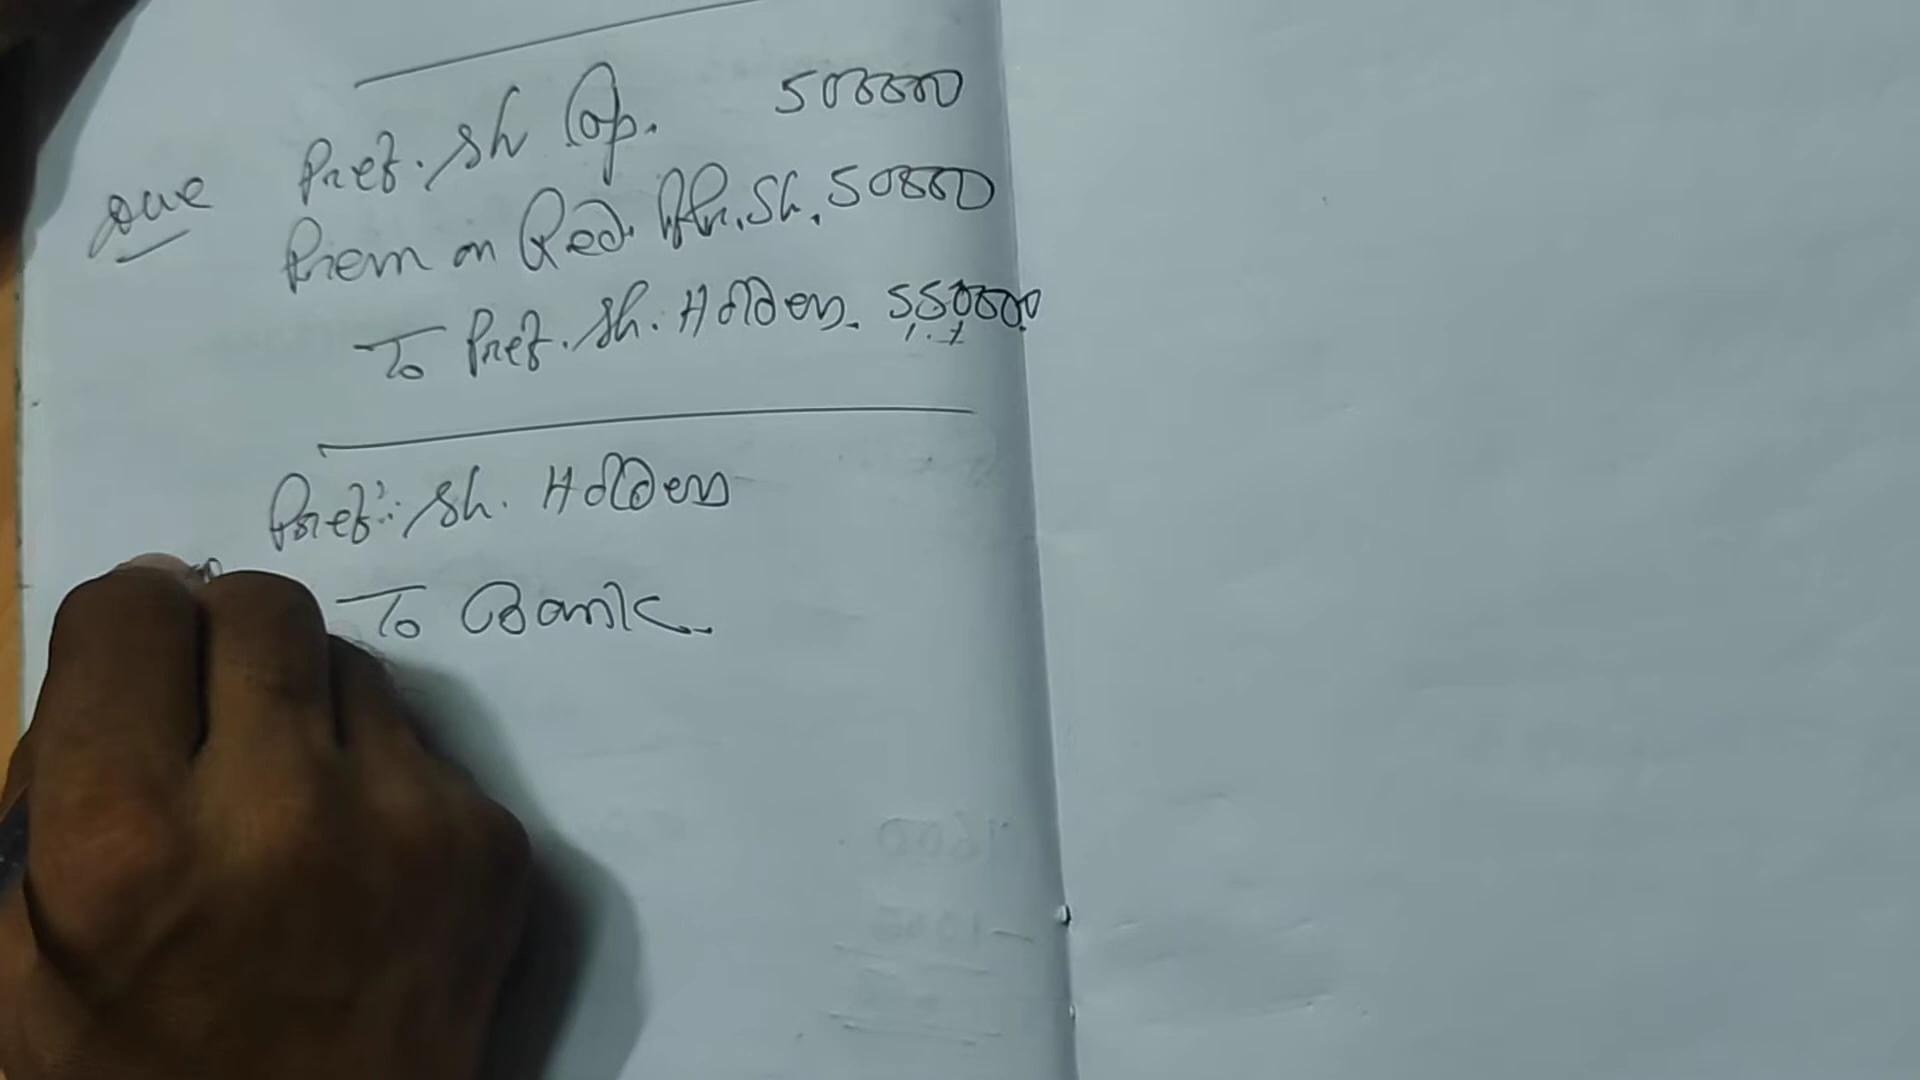 Pref. sh Cap. 500000
due
Prem on Red. Pfr. Sh. 50000
To Pref. Sh. Holders. 550000
Pref. Sh. Holders
To Bank